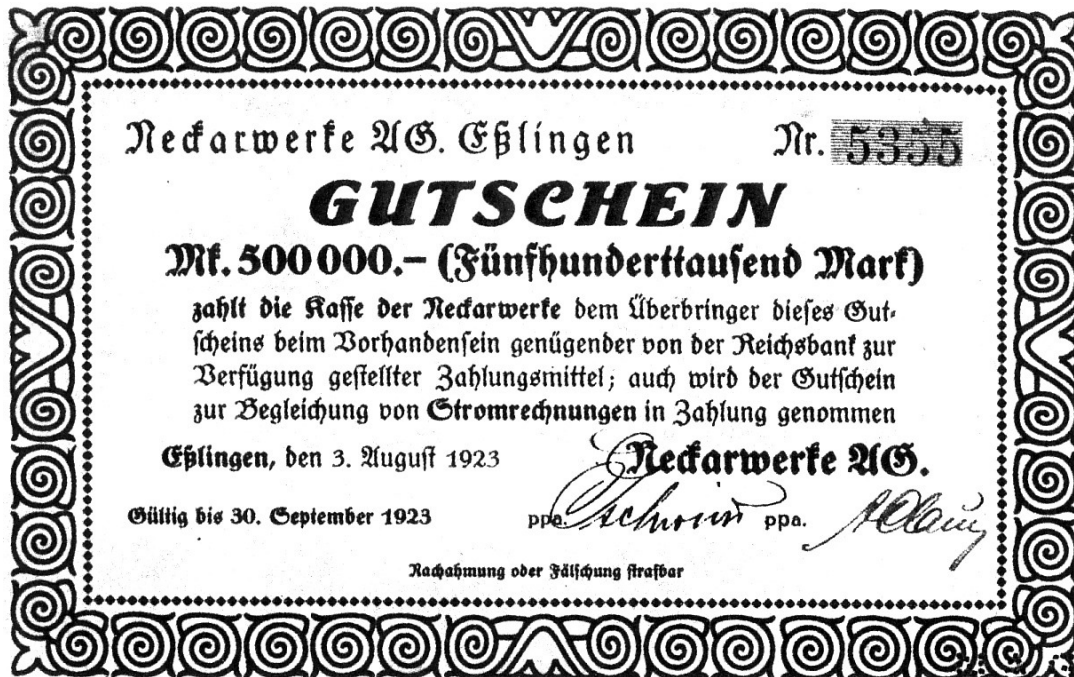 Neckarwerke AG. Eßlingen Nr. 5355
GUTSCHEIN
Mk. 500 000.– (Fünfhunderttausend Mark)
zahlt die Kasse der Neckarwerke dem Überbringer dieses Gut-
scheins beim Vorhandensein genügender von der Reichsbank zur
Verfügung gestellter Zahlungsmittel; auch wird der Gutschein
zur Begleichung von Stromrechnungen in Zahlung genommen
Eßlingen, den 3. August 1923 Neckarwerke AG.
Gültig bis 30. September 1923 ppa. ppa.
Nachahmung oder Fälschung strafbar